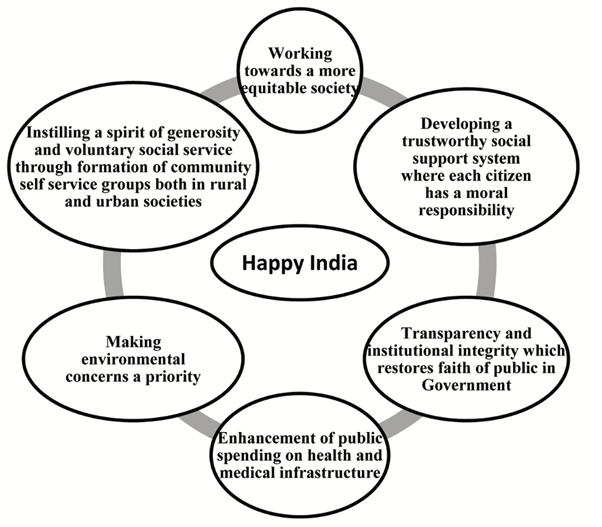 Working
towards a more
equitable society
Developing a
trustworthy social
support system
where each citizen
has a moral
responsibility
Transparency and
institutional integrity which
restores faith of public in
Government
Enhancement of public
spending on health and
medical infrastructure
Making
environmental
concerns a priority
Instilling a spirit of generosity
and voluntary social service
through formation of community
self service groups both in rural
and urban societies
Happy India